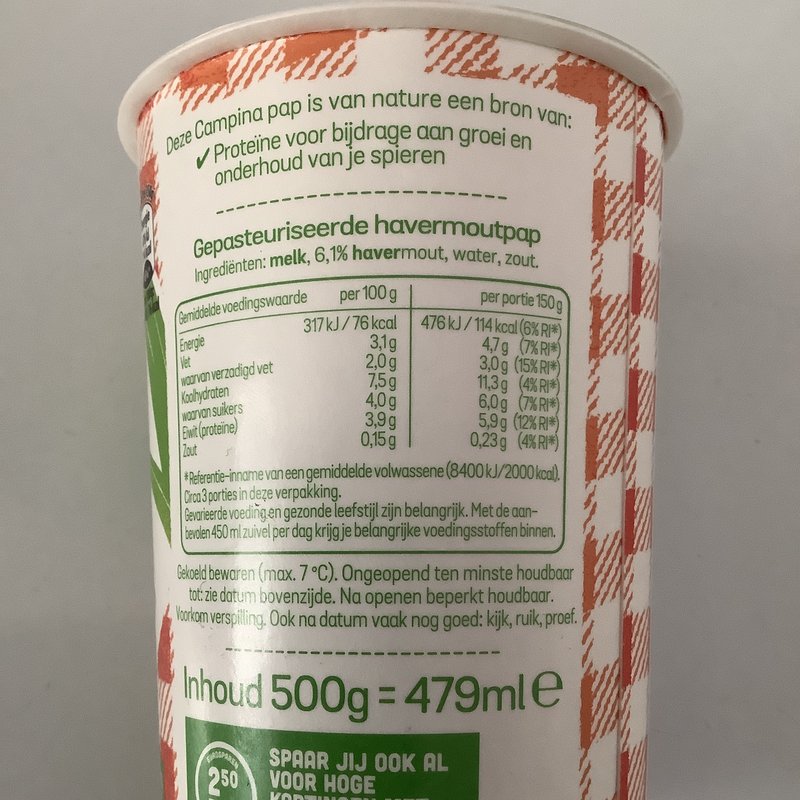 Deze Campina pap is van nature een bron van:
✓ Proteïne voor bijdrage aan groei en
onderhoud van je spieren
Gepasteuriseerde havermoutpap
Ingrediënten: melk, 6,1% havermout, water, zout.
Gemiddelde voedingswaarde per 100 g per portie 150 g
Energie 317 kJ / 76 kcal 476 kJ / 114 kcal (6% RI*)
Vet 3,1 g 4,7 g (7% RI*)
waarvan verzadigd vet 2,0 g 3,0 g (15% RI*)
Koolhydraten 7,5 g 11,3 g (4% RI*)
waarvan suikers 4,0 g 6,0 g (7% RI*)
Eiwit (proteïne) 3,9 g 5,9 g (12% RI*)
Zout 0,15 g 0,23 g (4% RI*)
* Referentie-inname van een gemiddelde volwassene (8400 kJ/2000 kcal).
Circa 3 porties in deze verpakking.
Gevarieerde voeding en gezonde leefstijl zijn belangrijk. Met de aan-
bevolen 450 ml zuivel per dag krijg je belangrijke voedingsstoffen binnen.
Gekoeld bewaren (max. 7 °C). Ongeopend ten minste houdbaar
tot: zie datum bovenzijde. Na openen beperkt houdbaar.
Voorkom verspilling. Ook na datum vaak nog goed: kijk, ruik, proef.
Inhoud 500g = 479ml ℮
250
SPAAR JIJ OOK AL
VOOR HOGE